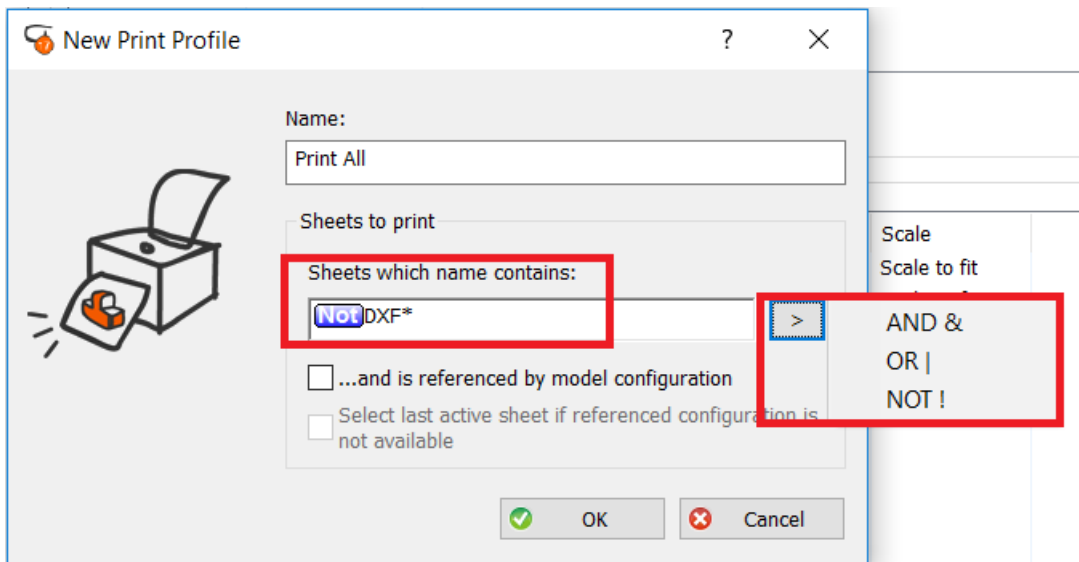 New Print Profile
?
Name:
Print All
Sheets to print
Sheets which name contains:
Not DXF*
>
...and is referenced by model configuration
Select last active sheet if referenced configuration is
not available
OK
Cancel
Scale
Scale to fit
AND &
OR |
NOT !